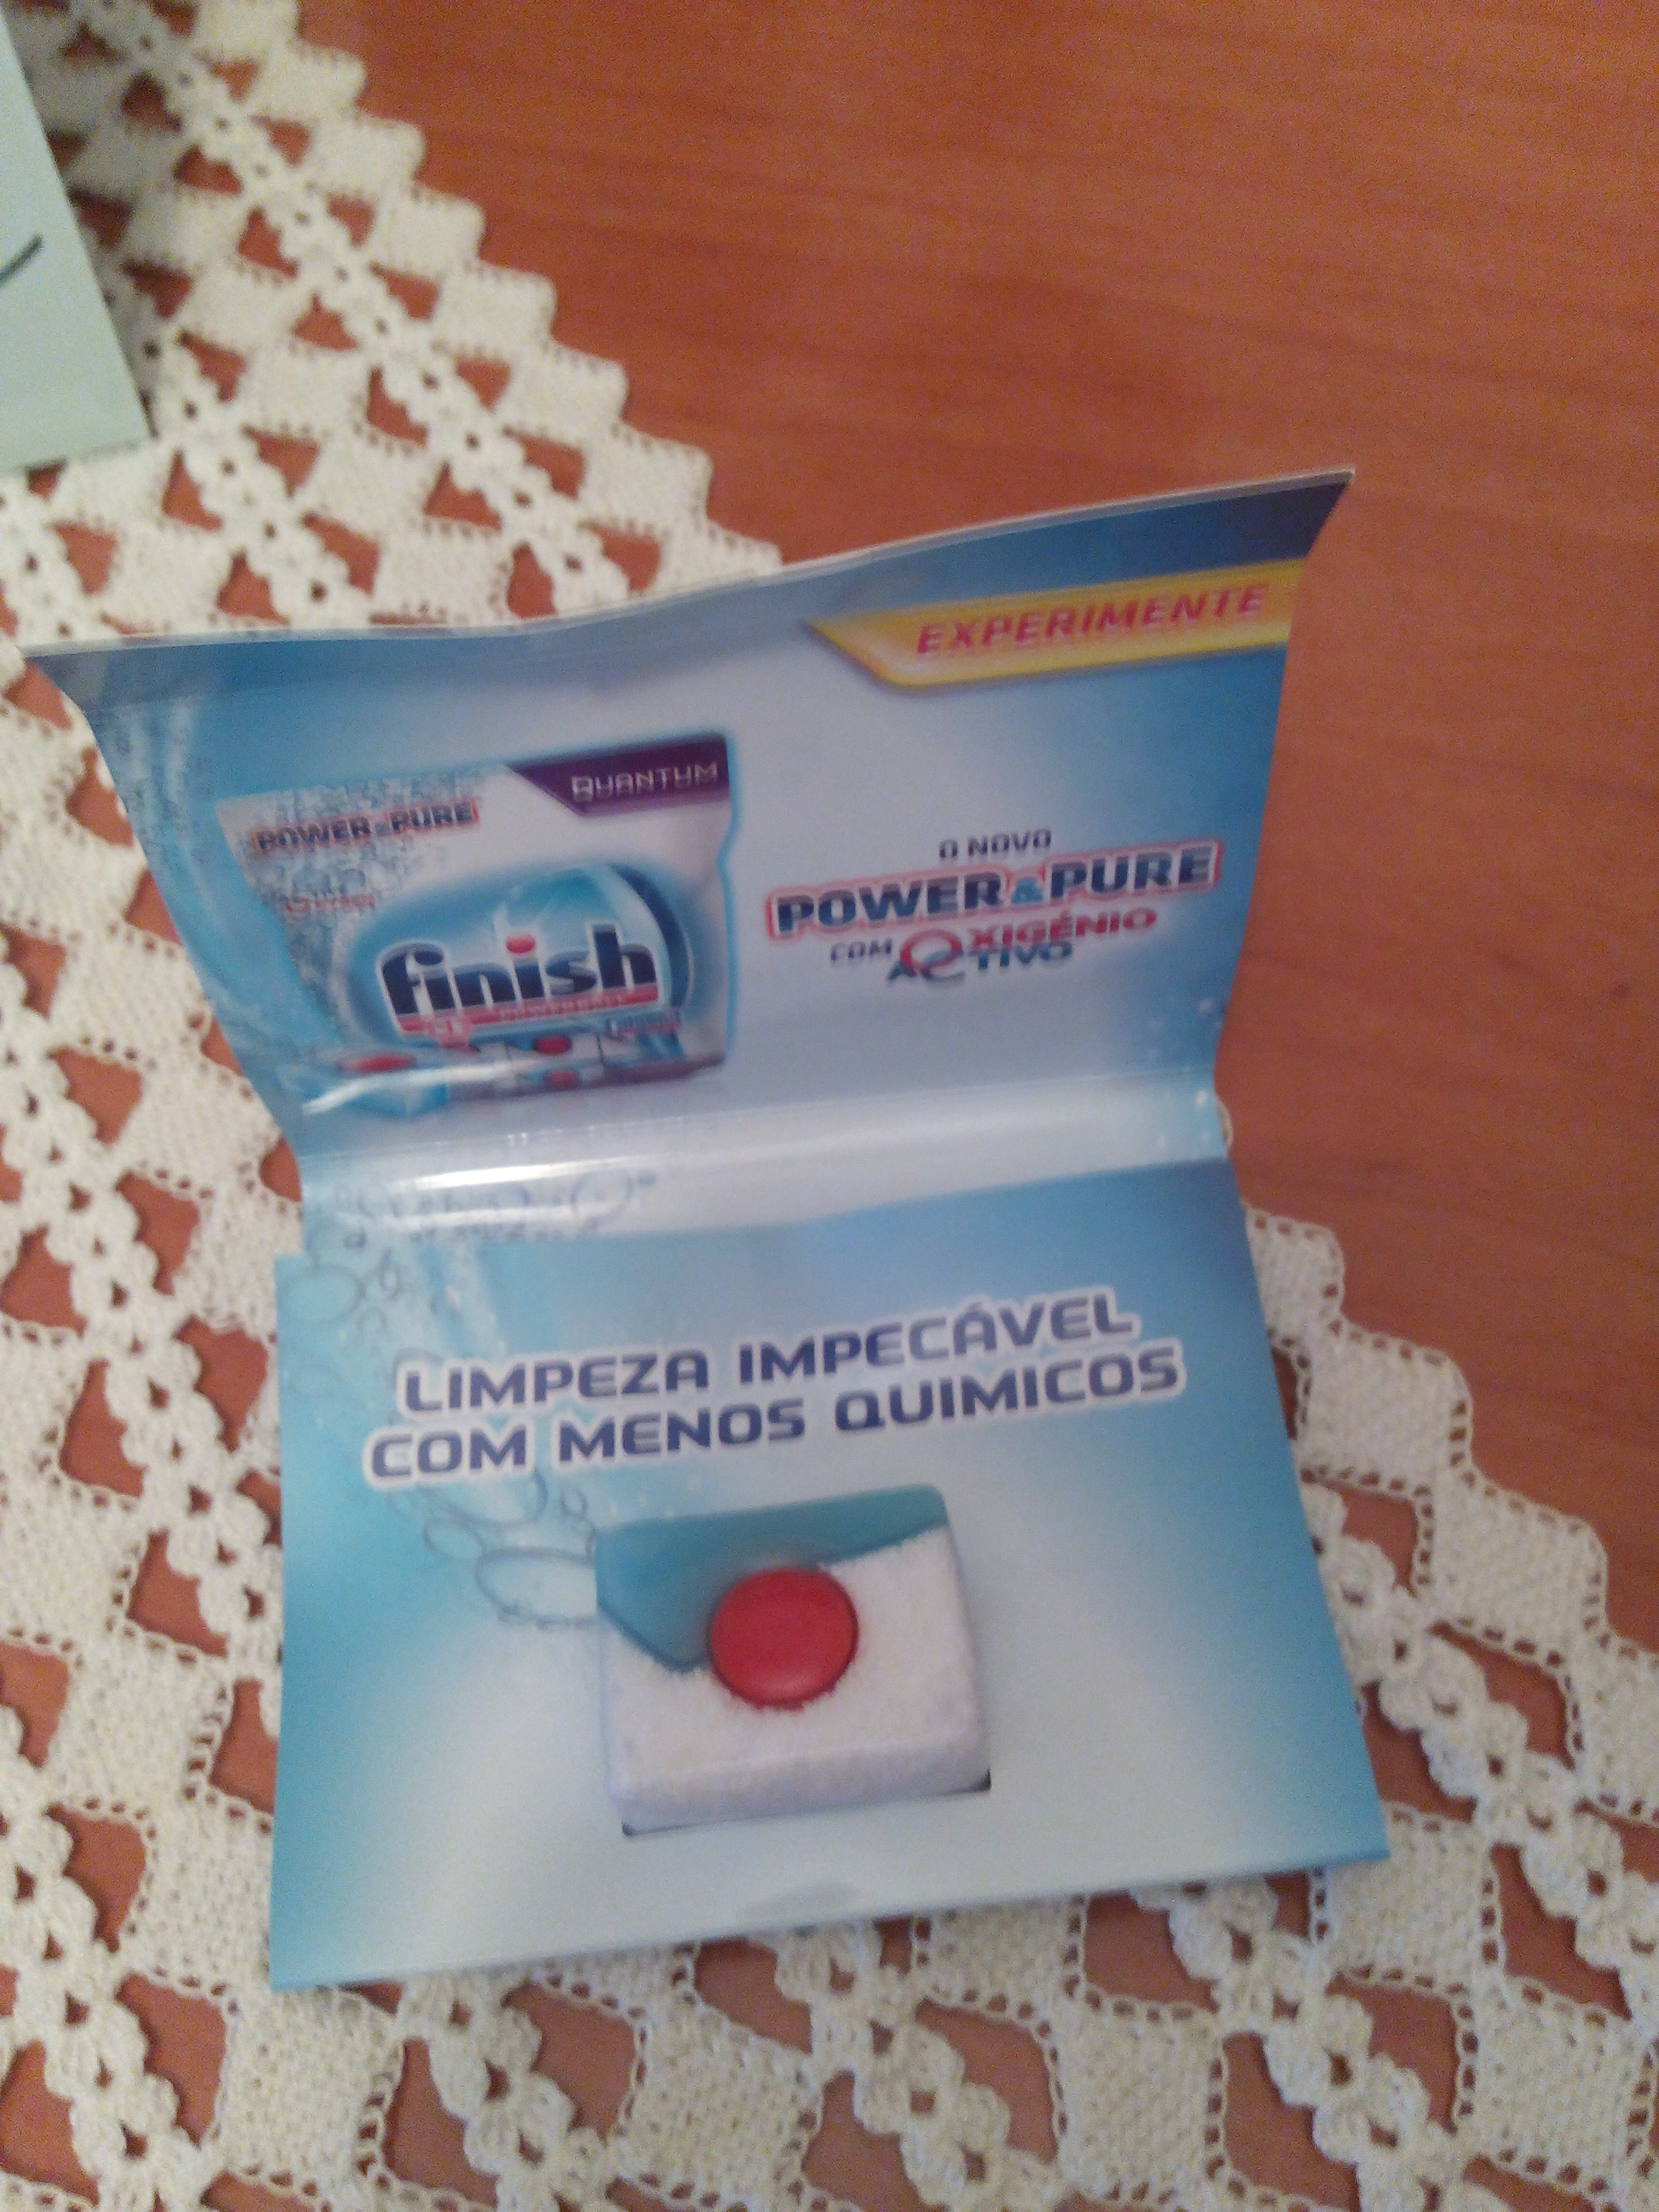 EXPERIMENTE
QUANTUM
POWER & PURE
finish
O NOVO
POWER & PURE
COM OXIGÉNIO
ACTIVO
LIMPEZA IMPECÁVEL
COM MENOS QUIMICOS